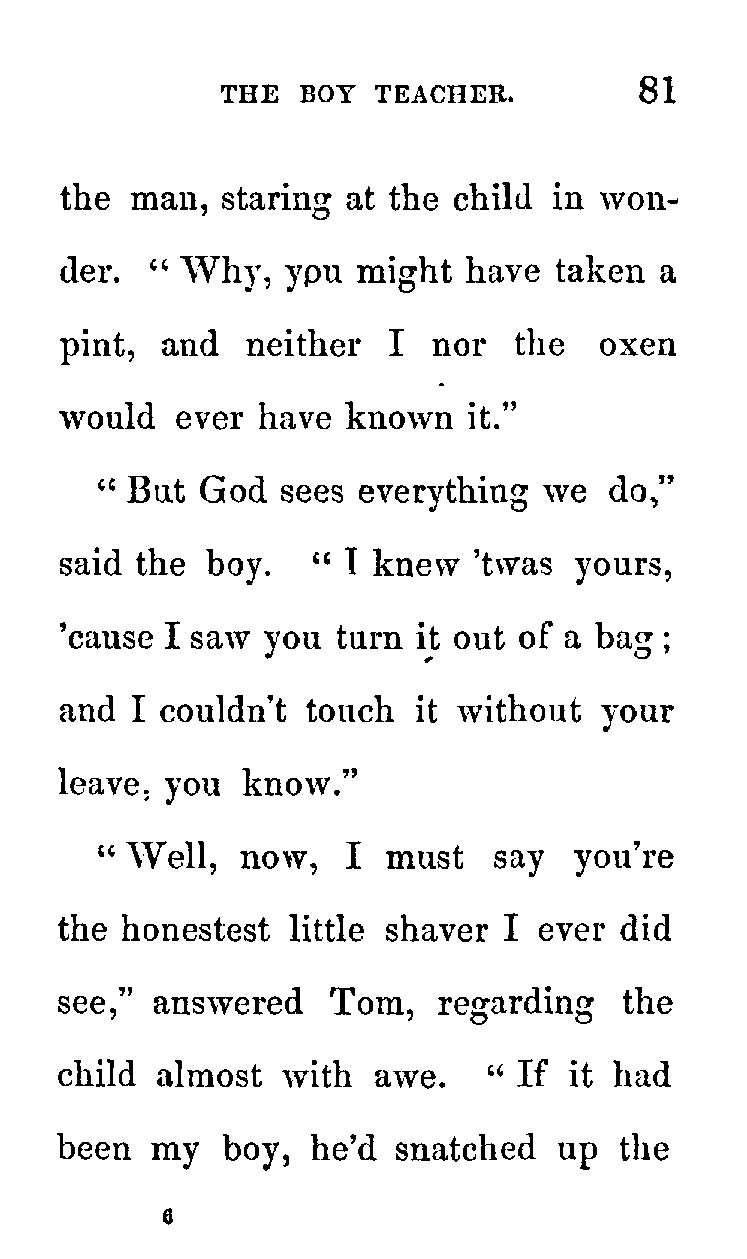 THE BOY TEACHER. 81
the man, staring at the child in won-
der. “ Why, you might have taken a
pint, and neither I nor the oxen
would ever have known it.”
“ But God sees everything we do,”
said the boy. “ I knew ’twas yours,
’cause I saw you turn it out of a bag ;
and I couldn’t touch it without your
leave, you know.”
“ Well, now, I must say you’re
the honestest little shaver I ever did
see,” answered Tom, regarding the
child almost with awe. “ If it had
been my boy, he’d snatched up the
6